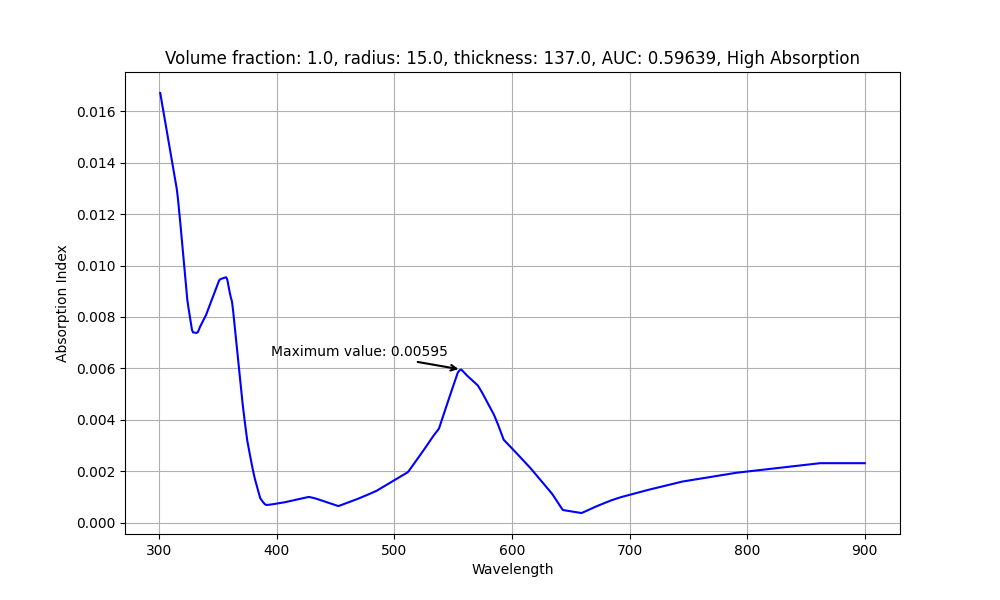 Volume fraction: 1.0, radius: 15.0, thickness: 137.0, AUC: 0.59639, High Absorption
Absorption Index
0.016
0.014
0.012
0.010
0.008
0.006
0.004
0.002
0.000
Maximum value: 0.00595
300 400 500 600 700 800 900
Wavelength